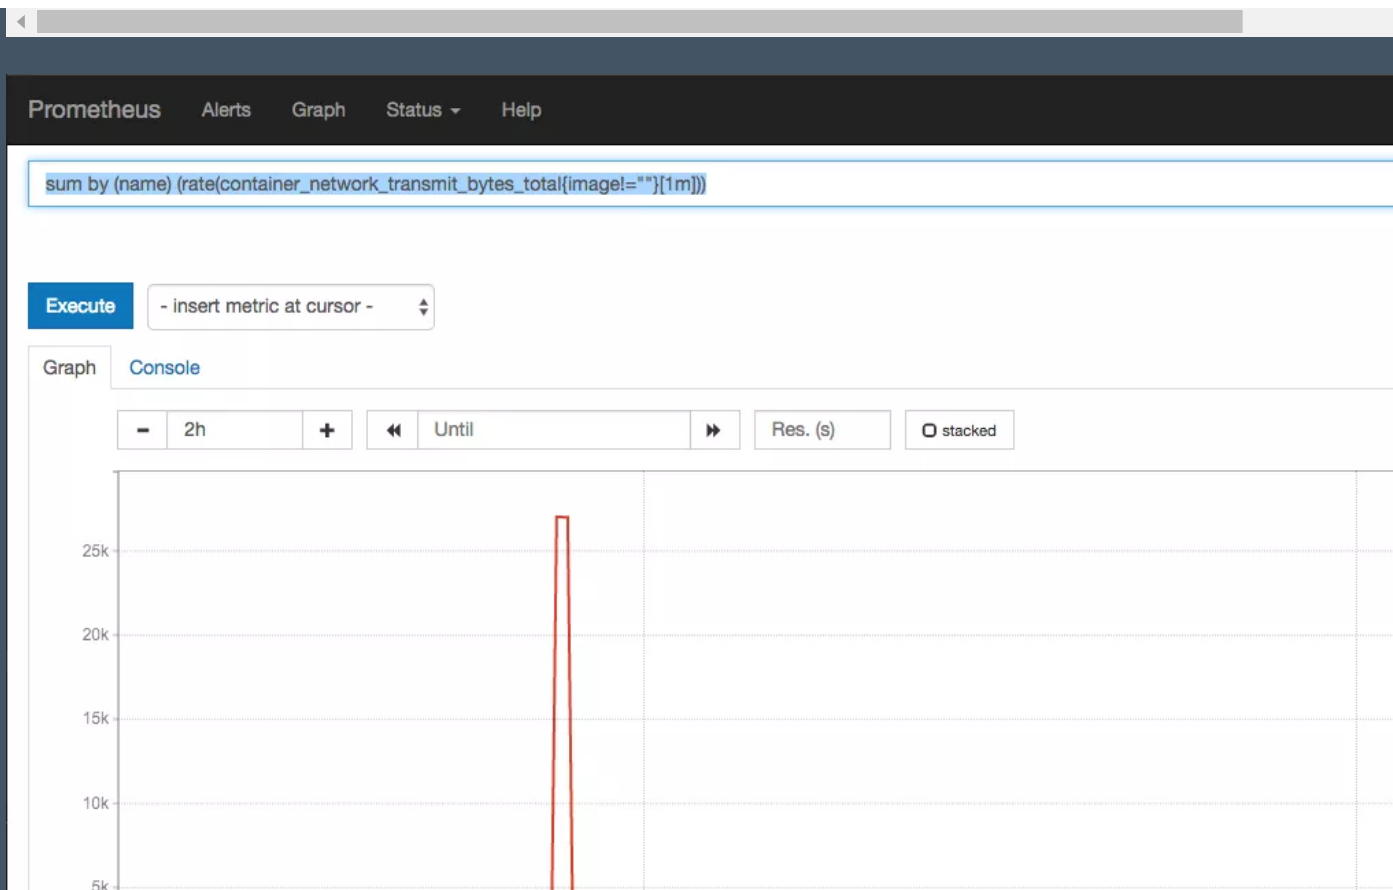 Prometheus Alerts Graph Status Help
sum by (name) (rate(container_network_transmit_bytes_total{image!=""}[1m]))
Execute - insert metric at cursor -
Graph Console
2h Until Res. (s) stacked
25k
20k
15k
10k
5k